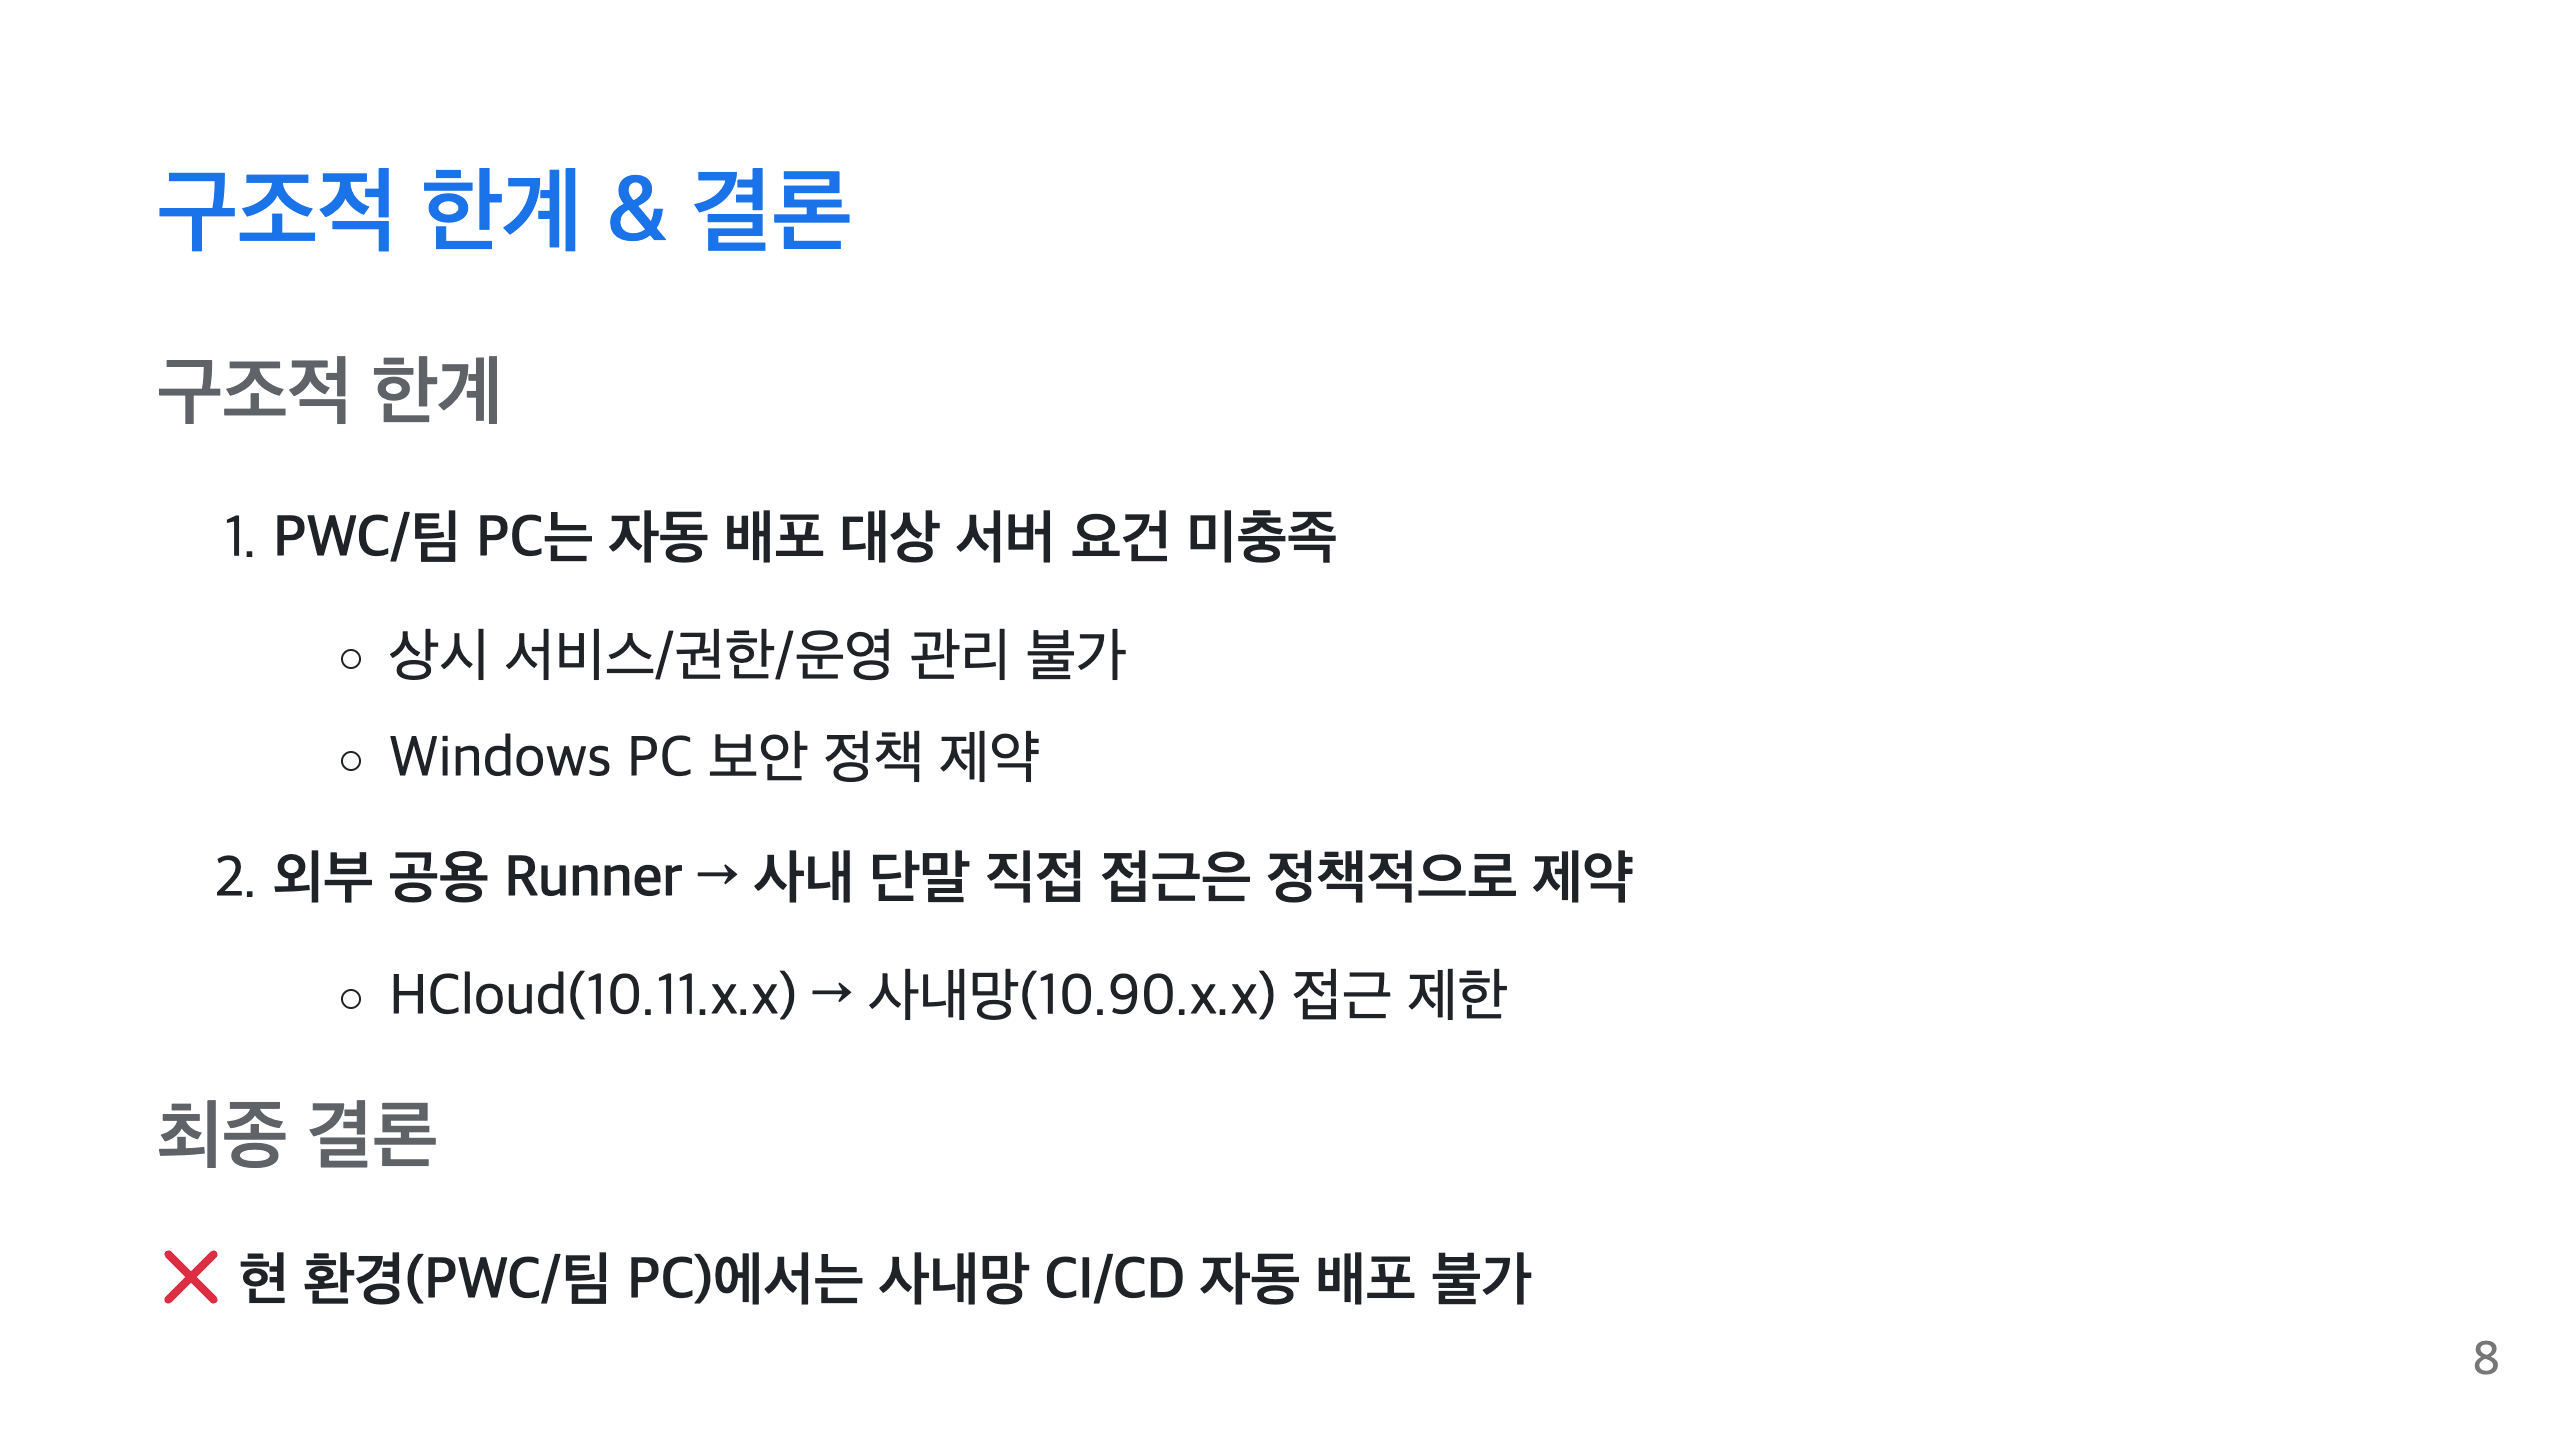 구조적 한계 & 결론
구조적 한계
1. PWC/팀 PC는 자동 배포 대상 서버 요건 미충족
○ 상시 서비스/권한/운영 관리 불가
○ Windows PC 보안 정책 제약
2. 외부 공용 Runner → 사내 단말 직접 접근은 정책적으로 제약
○ HCloud(10.11.x.x) → 사내망(10.90.x.x) 접근 제한
최종 결론
❌ 현 환경(PWC/팀 PC)에서는 사내망 CI/CD 자동 배포 불가
8